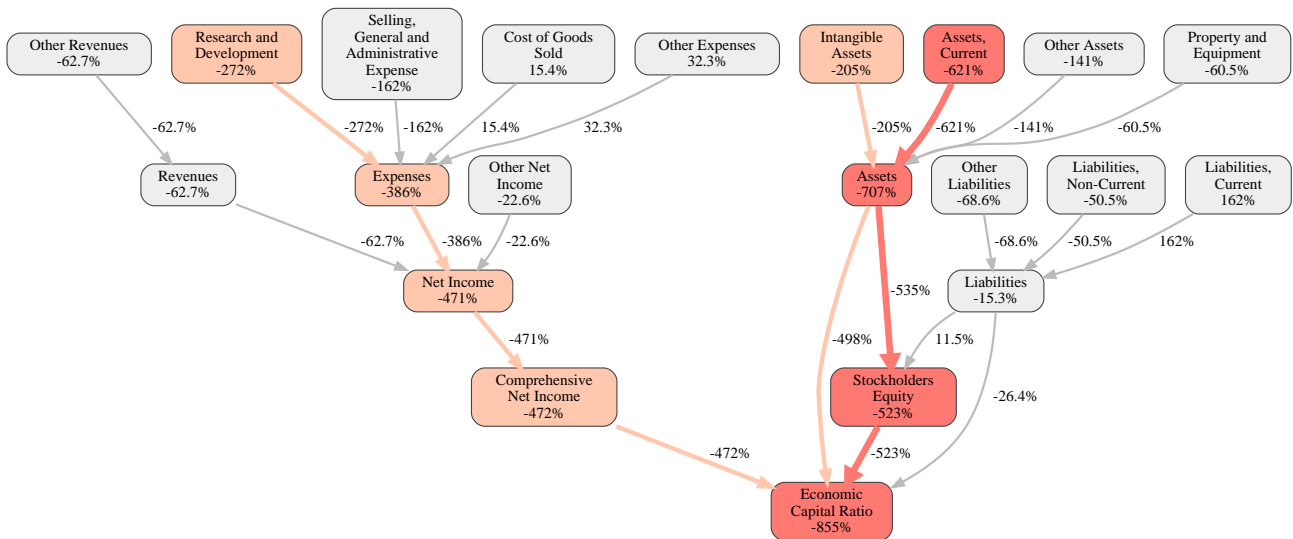 Other Revenues
-62.7%
Research and
Development
-272%
Selling,
General and
Administrative
Expense
-162%
Cost of Goods
Sold
15.4%
Other Expenses
32.3%
Intangible
Assets
-205%
Assets,
Current
-621%
Other Assets
-141%
Property and
Equipment
-60.5%
-62.7%
-272%
-162%
15.4%
32.3%
-205%
-621%
-141%
-60.5%
Revenues
-62.7%
Expenses
-386%
Other Net
Income
-22.6%
Assets
-707%
Other
Liabilities
-68.6%
Liabilities,
Non-Current
-50.5%
Liabilities,
Current
162%
-62.7%
-386%
-22.6%
-68.6%
-50.5%
162%
Net Income
-471%
-535%
Liabilities
-15.3%
-471%
-498%
11.5%
Comprehensive
Net Income
-472%
Stockholders
Equity
-523%
-26.4%
-472%
-523%
Economic
Capital Ratio
-855%